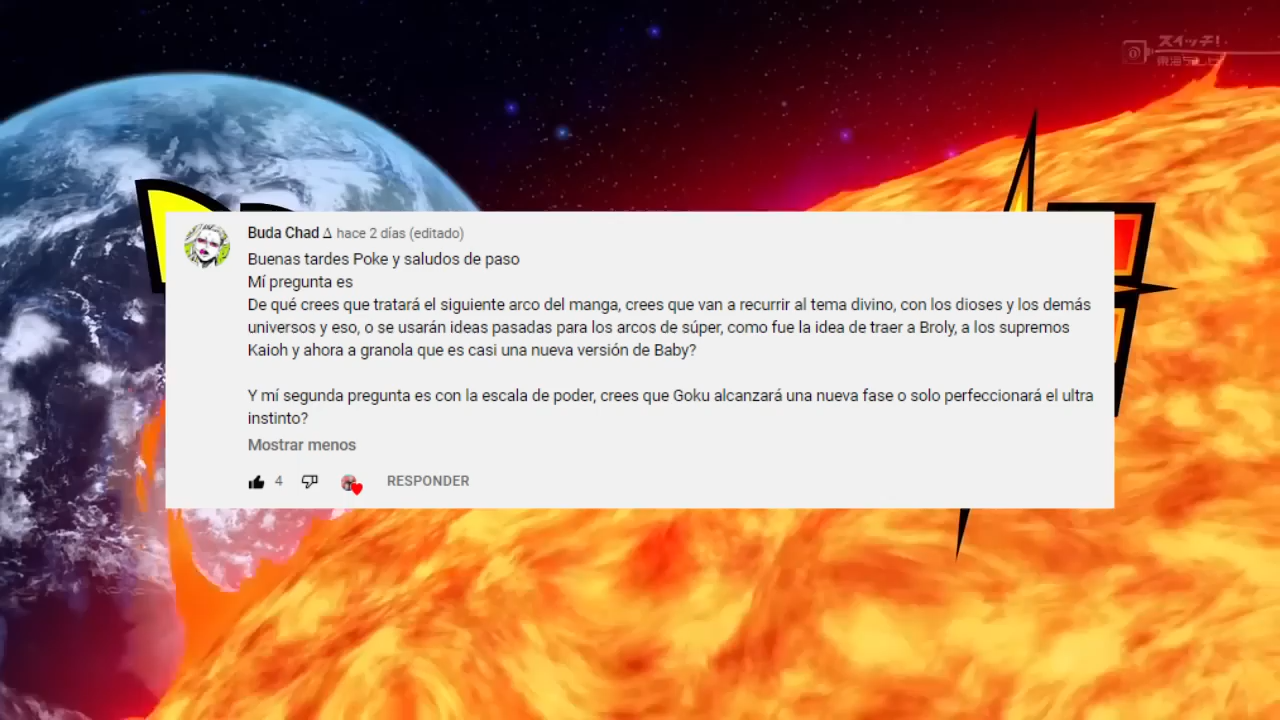 スイッチ!
東海テレビ
Buda Chad Δ hace 2 días (editado)
Buenas tardes Poke y saludos de paso
Mí pregunta es
De qué crees que tratará el siguiente arco del manga, crees que van a recurrir al tema divino, con los dioses y los demás
universos y eso, o se usarán ideas pasadas para los arcos de súper, como fue la idea de traer a Broly, a los supremos
Kaioh y ahora a granola que es casi una nueva versión de Baby?
Y mí segunda pregunta es con la escala de poder, crees que Goku alcanzará una nueva fase o solo perfeccionará el ultra
instinto?
Mostrar menos
4
RESPONDER